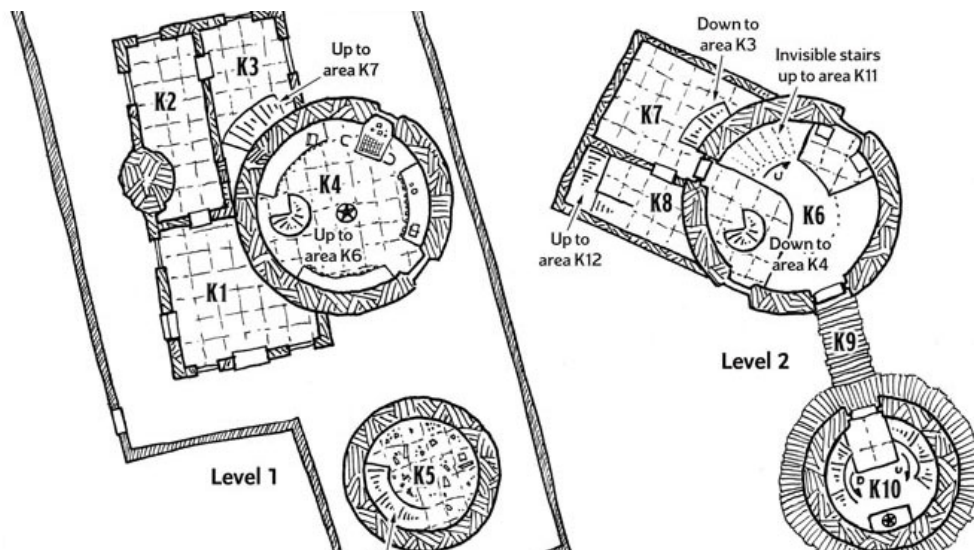 Up to
area K7
K3
K2
K4
Up to
area K6
K1
Level 1
K5
Down to
area K3
Invisible stairs
up to area K11
K7
U
K8
K6
Up to
area K12
Down to
area K4
K9
Level 2
U
D
K10